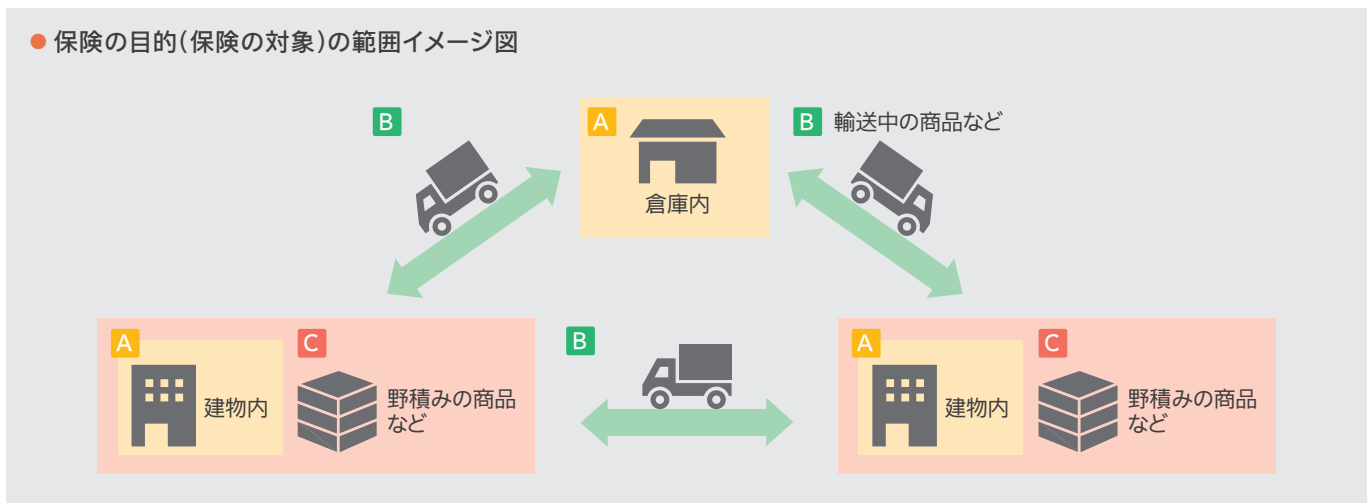 ● 保険の目的(保険の対象)の範囲イメージ図
B
A
倉庫内
B 輸送中の商品など
A
建物内
C
野積みの商品
など
B
A
建物内
C
野積みの商品
など